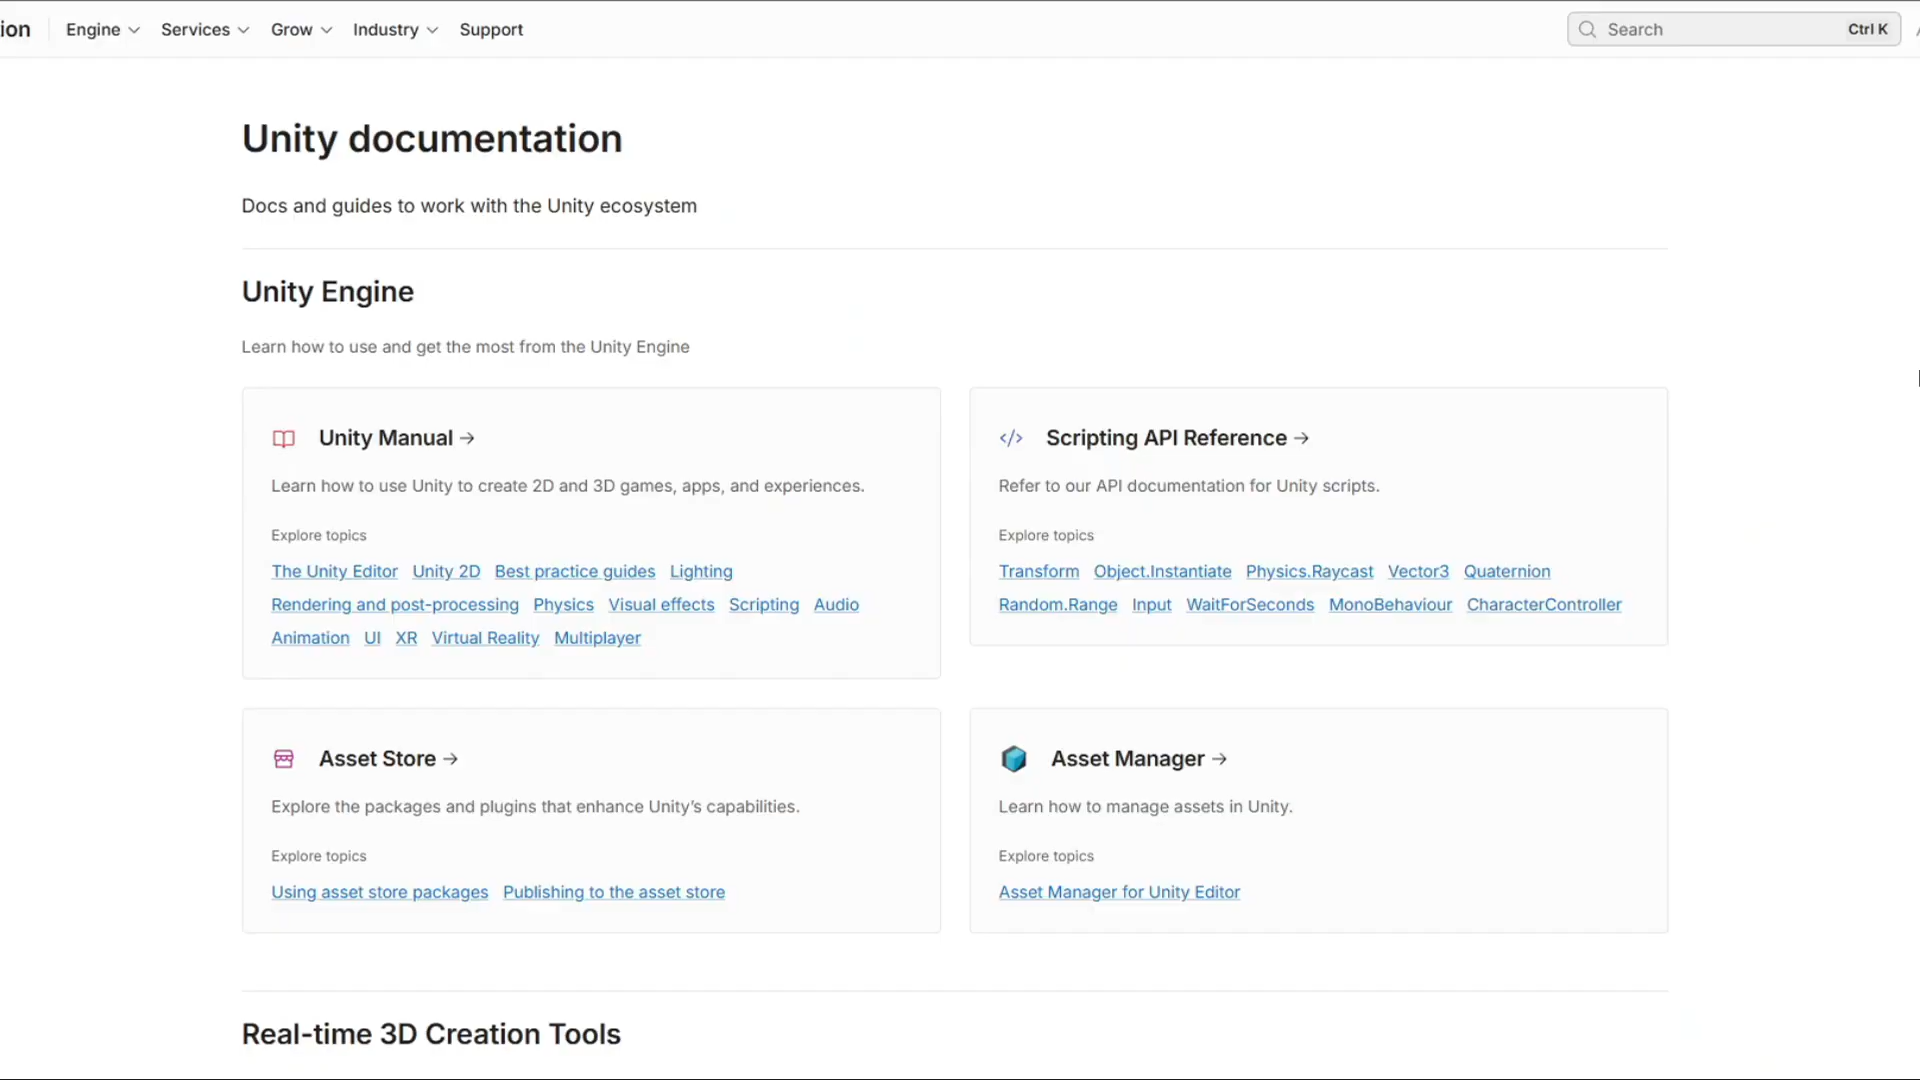 ion Engine Services Grow Industry Support Search Ctrl K
Unity documentation
Docs and guides to work with the Unity ecosystem
Unity Engine
Learn how to use and get the most from the Unity Engine
Unity Manual →
Learn how to use Unity to create 2D and 3D games, apps, and experiences.
Explore topics
The Unity Editor Unity 2D Best practice guides Lighting
Rendering and post-processing Physics Visual effects Scripting Audio
Animation UI XR Virtual Reality Multiplayer
Scripting API Reference →
Refer to our API documentation for Unity scripts.
Explore topics
Transform Object.Instantiate Physics.Raycast Vector3 Quaternion
Random.Range Input WaitForSeconds MonoBehaviour CharacterController
Asset Store →
Explore the packages and plugins that enhance Unity’s capabilities.
Explore topics
Using asset store packages Publishing to the asset store
Asset Manager →
Learn how to manage assets in Unity.
Explore topics
Asset Manager for Unity Editor
Real-time 3D Creation Tools